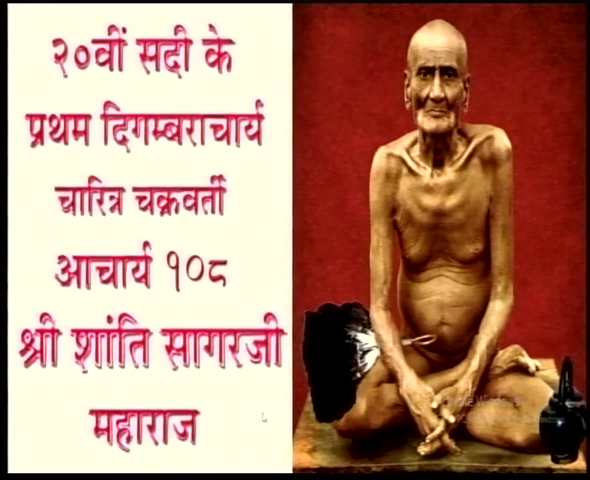 २०वीं सदी के
प्रथम दिगम्बराचार्य
चारित्र चक्रवर्ती
आचार्य १०८
श्री शांति सागरजी
महाराज